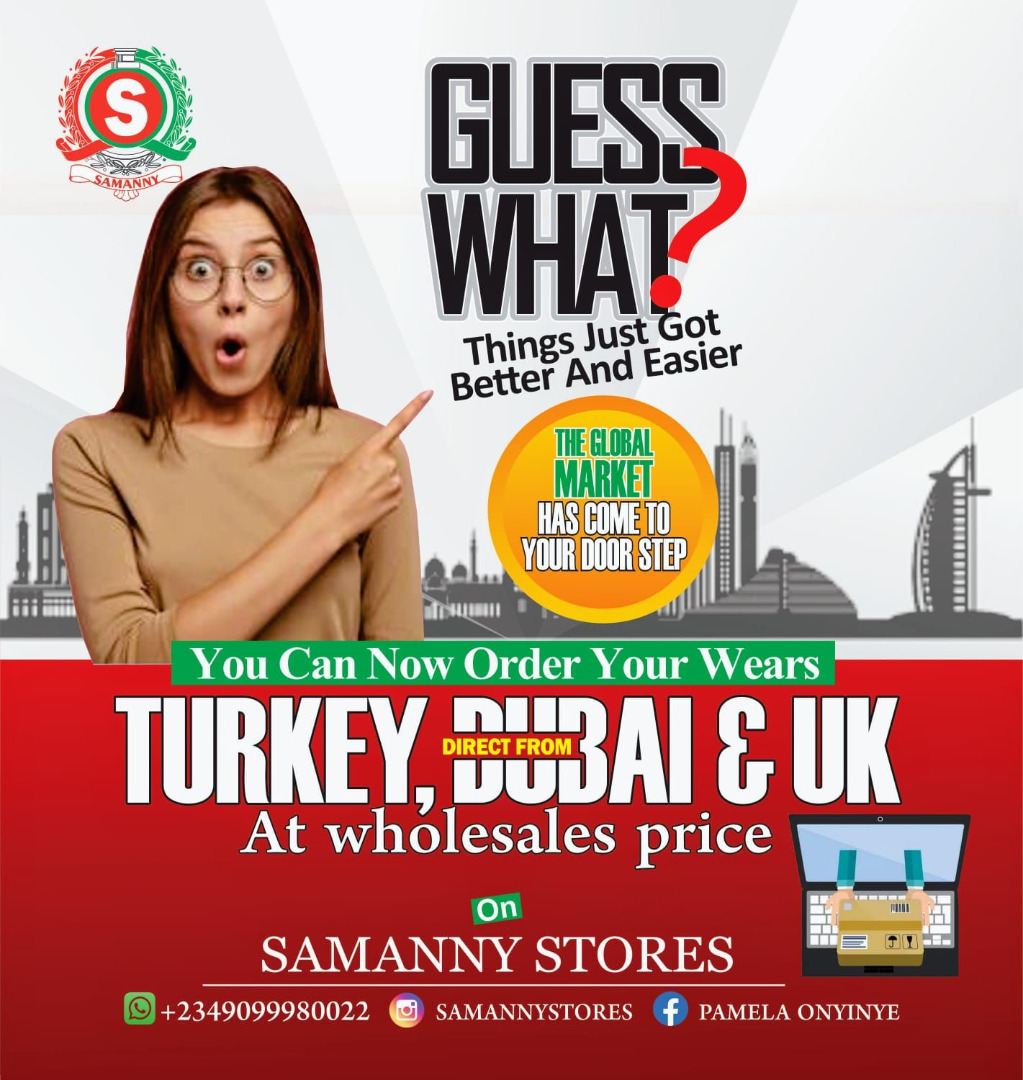 S
SAMANNY
GUESS
WHAT?
Things Just Got
Better And Easier
THE GLOBAL
MARKET
HAS COME TO
YOUR DOOR STEP
You Can Now Order Your Wears
DIRECT FROM
TURKEY, DUBAI & UK
At wholesales price
On
SAMANNY STORES
+2349099980022 SAMANNYSTORES f PAMELA ONYINYE